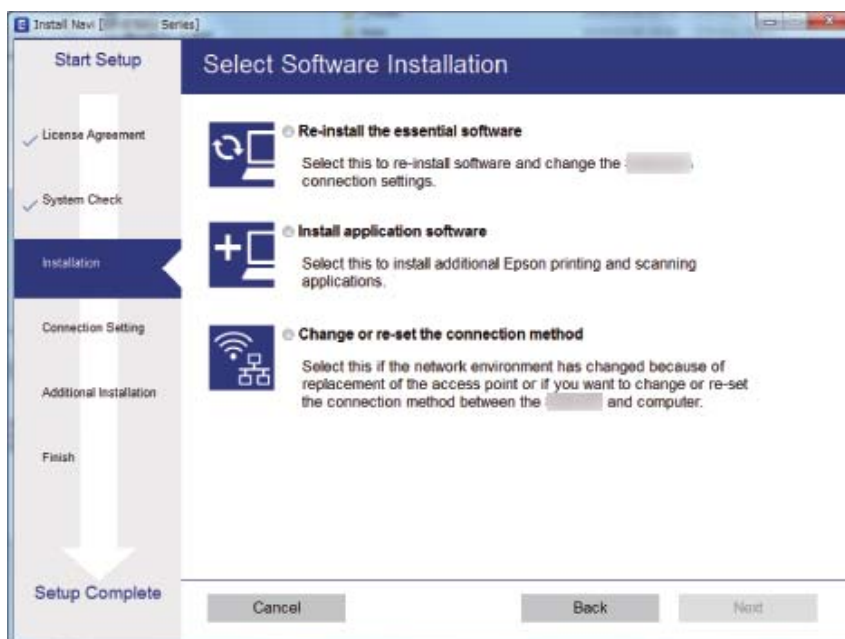 Install Navi [ Series]
Start Setup
License Agreement
System Check
Installation
Connection Setting
Additional Installation
Finish
Setup Complete
Select Software Installation
Re-install the essential software
Select this to re-install software and change the
connection settings.
Install application software
Select this to install additional Epson printing and scanning
applications.
Change or re-set the connection method
Select this if the network environment has changed because of
replacement of the access point or if you want to change or re-set
the connection method between the and computer.
Cancel
Back
Next